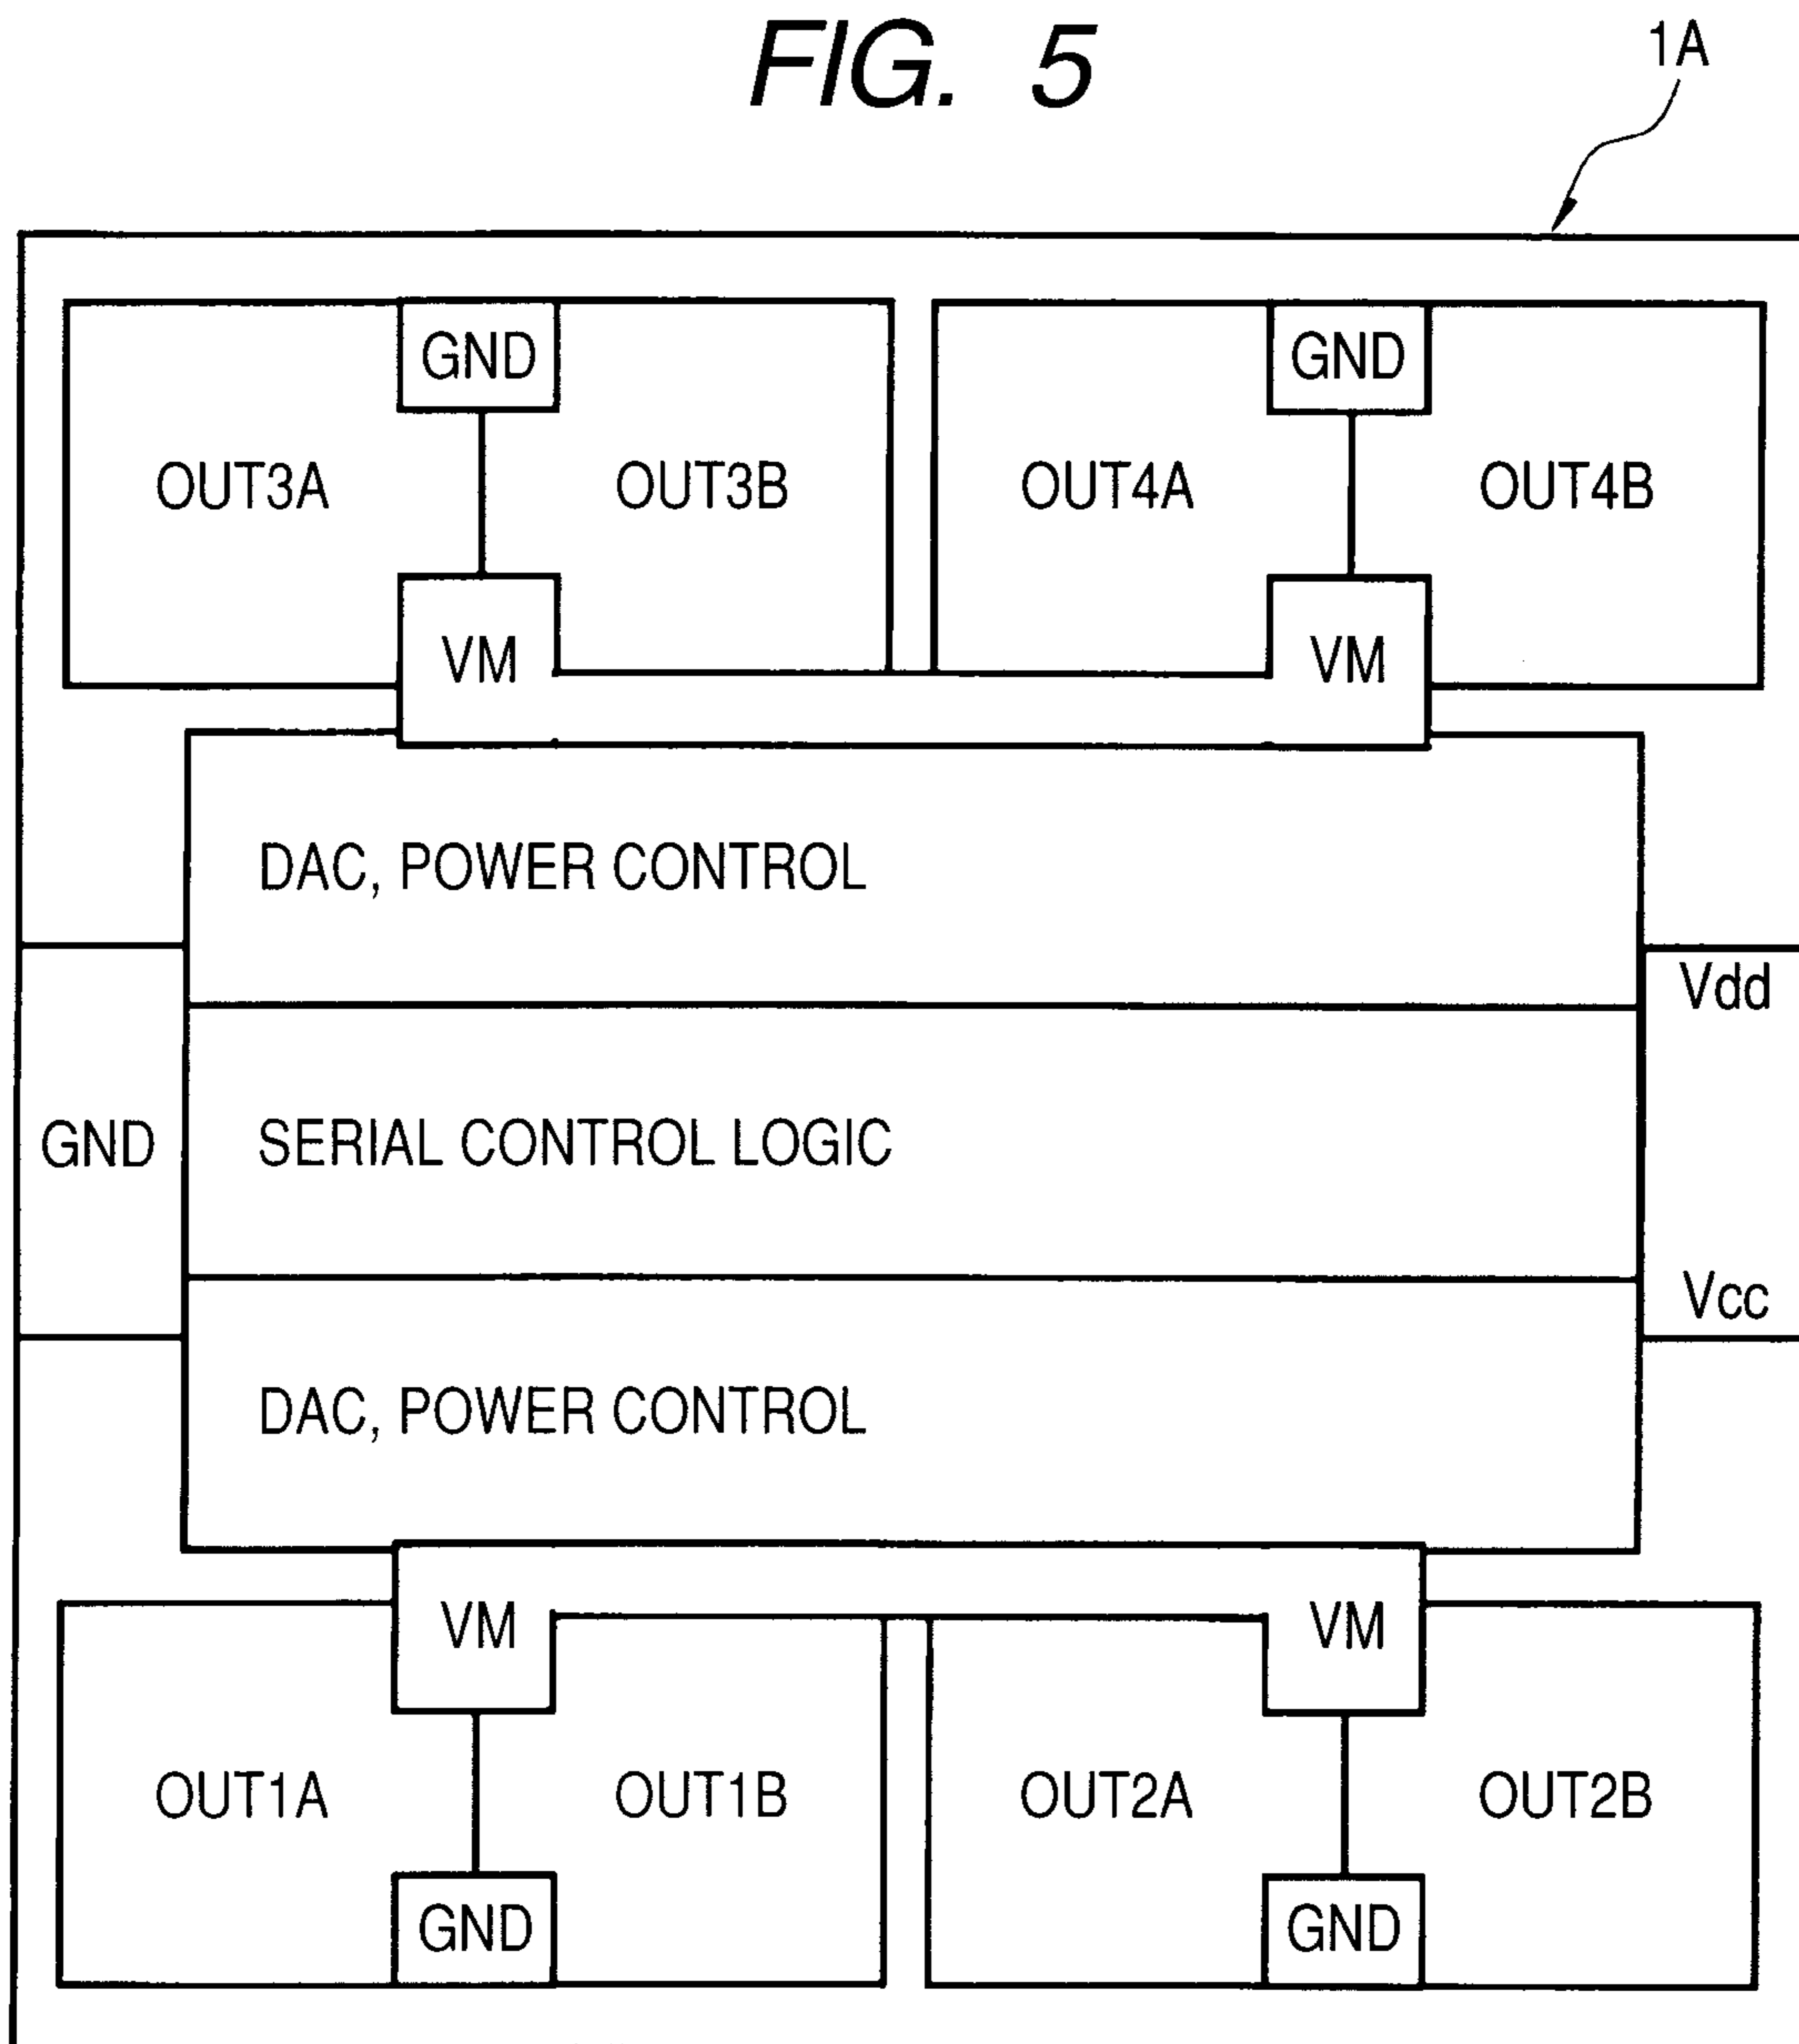 FIG. 5
1A
GND
GND
OUT3A
OUT3B
OUT4A
OUT4B
VM
VM
DAC, POWER CONTROL
Vdd
GND
SERIAL CONTROL LOGIC
Vcc
DAC, POWER CONTROL
VM
VM
OUT1A
OUT1B
OUT2A
OUT2B
GND
GND